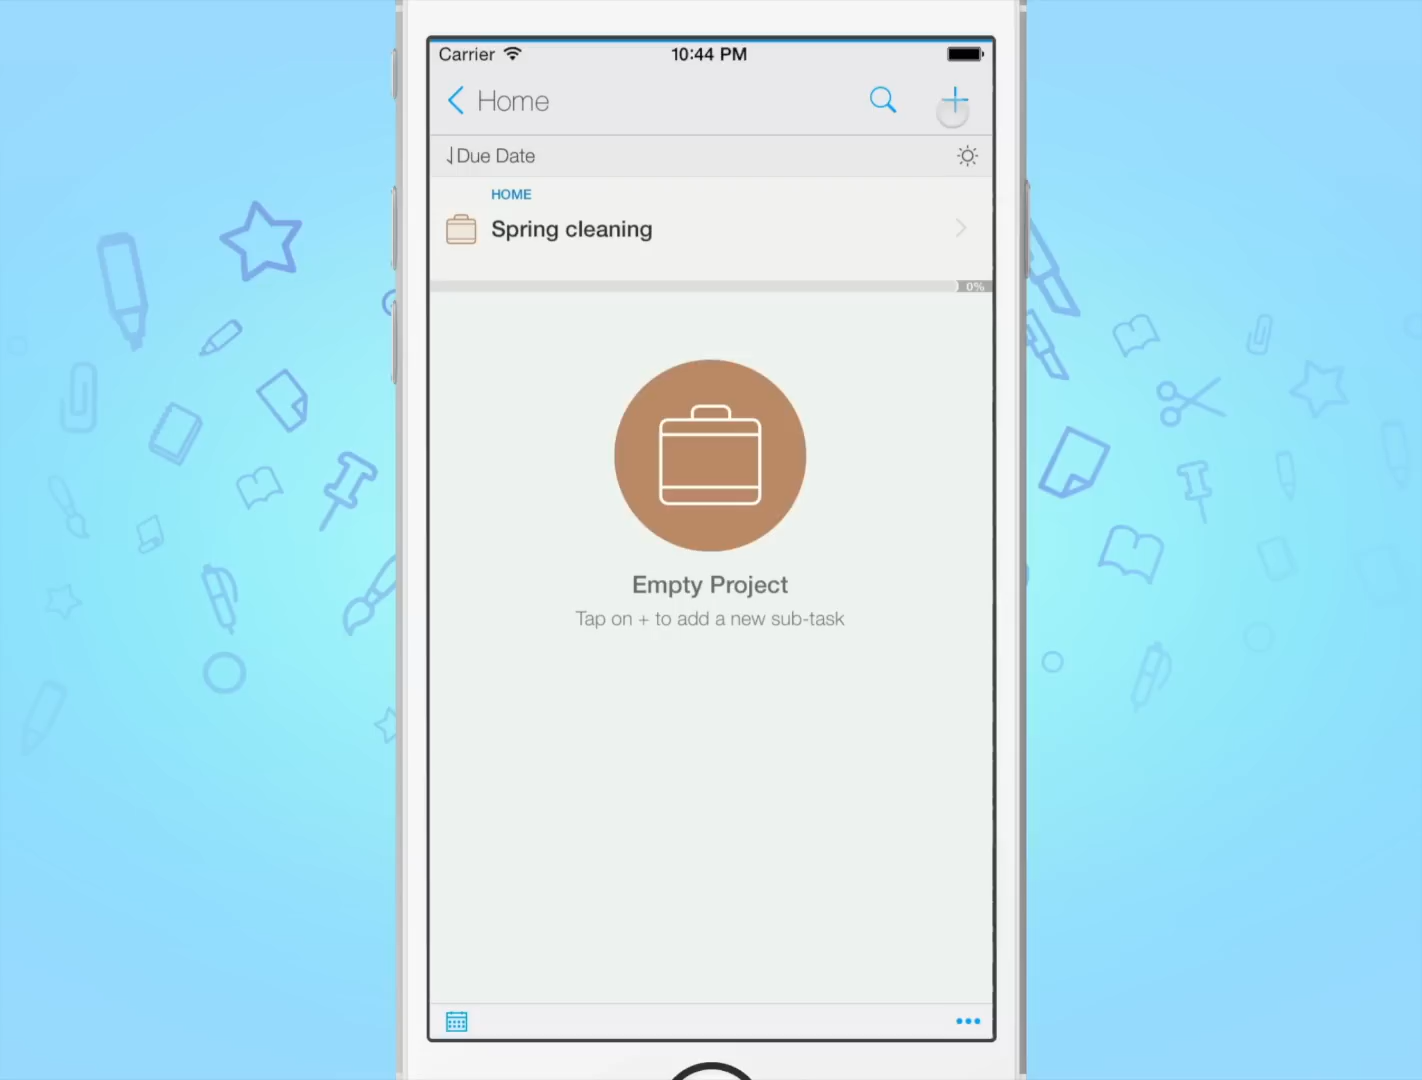 Carrier 10:44 PM
Home
Due Date
HOME
Spring cleaning
0%
Empty Project
Tap on + to add a new sub-task